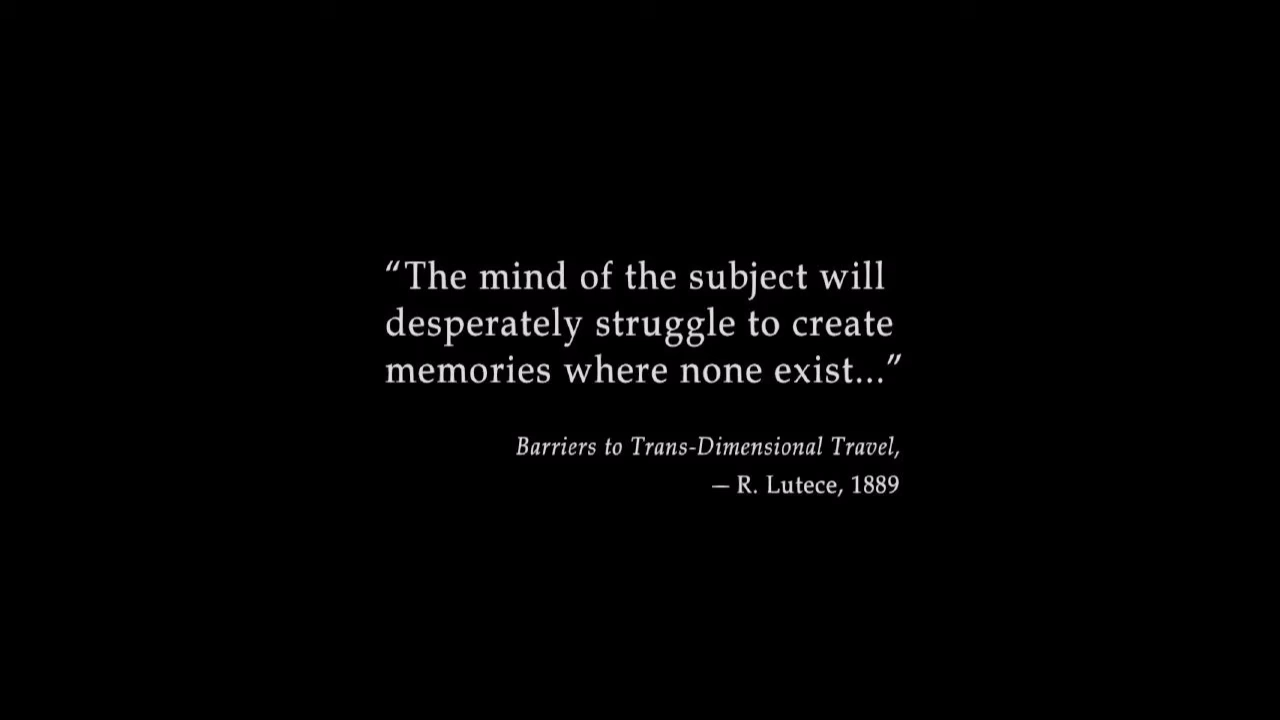 “The mind of the subject will
desperately struggle to create
memories where none exist...”
Barriers to Trans-Dimensional Travel,
— R. Lutece, 1889